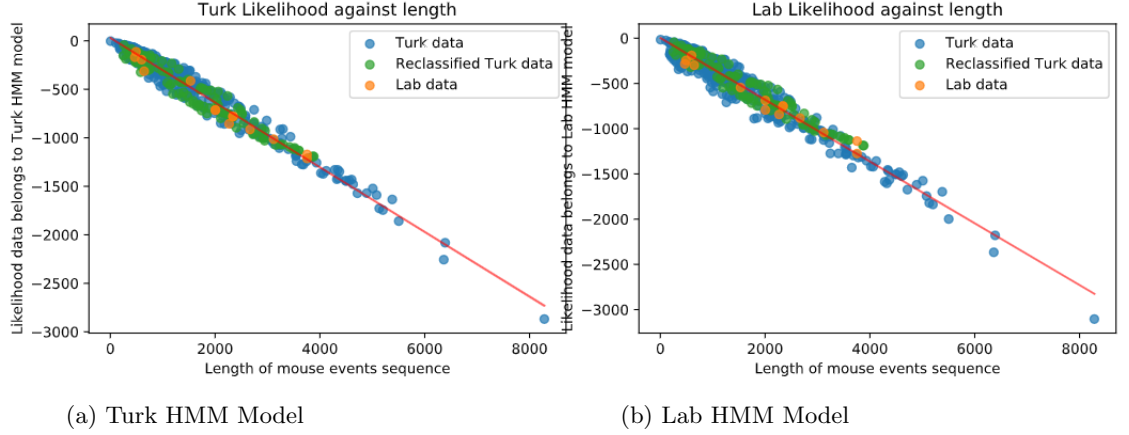 Turk Likelihood against length
Likelihood data belongs to Turk HMM model
0
−500
−1000
−1500
−2000
−2500
−3000
Turk data
Reclassified Turk data
Lab data
0 2000 4000 6000 8000
Length of mouse events sequence
(a) Turk HMM Model
Lab Likelihood against length
Likelihood data belongs to Lab HMM model
0
−500
−1000
−1500
−2000
−2500
−3000
Turk data
Reclassified Turk data
Lab data
0 2000 4000 6000 8000
Length of mouse events sequence
(b) Lab HMM Model